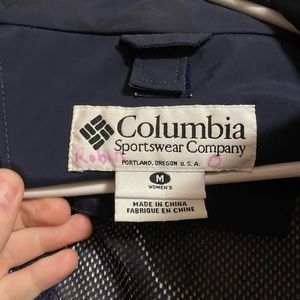 Columbia
Sportswear Company
PORTLAND, OREGON U.S.A.
M
WOMEN'S
MADE IN CHINA
FABRIQUE EN CHINE